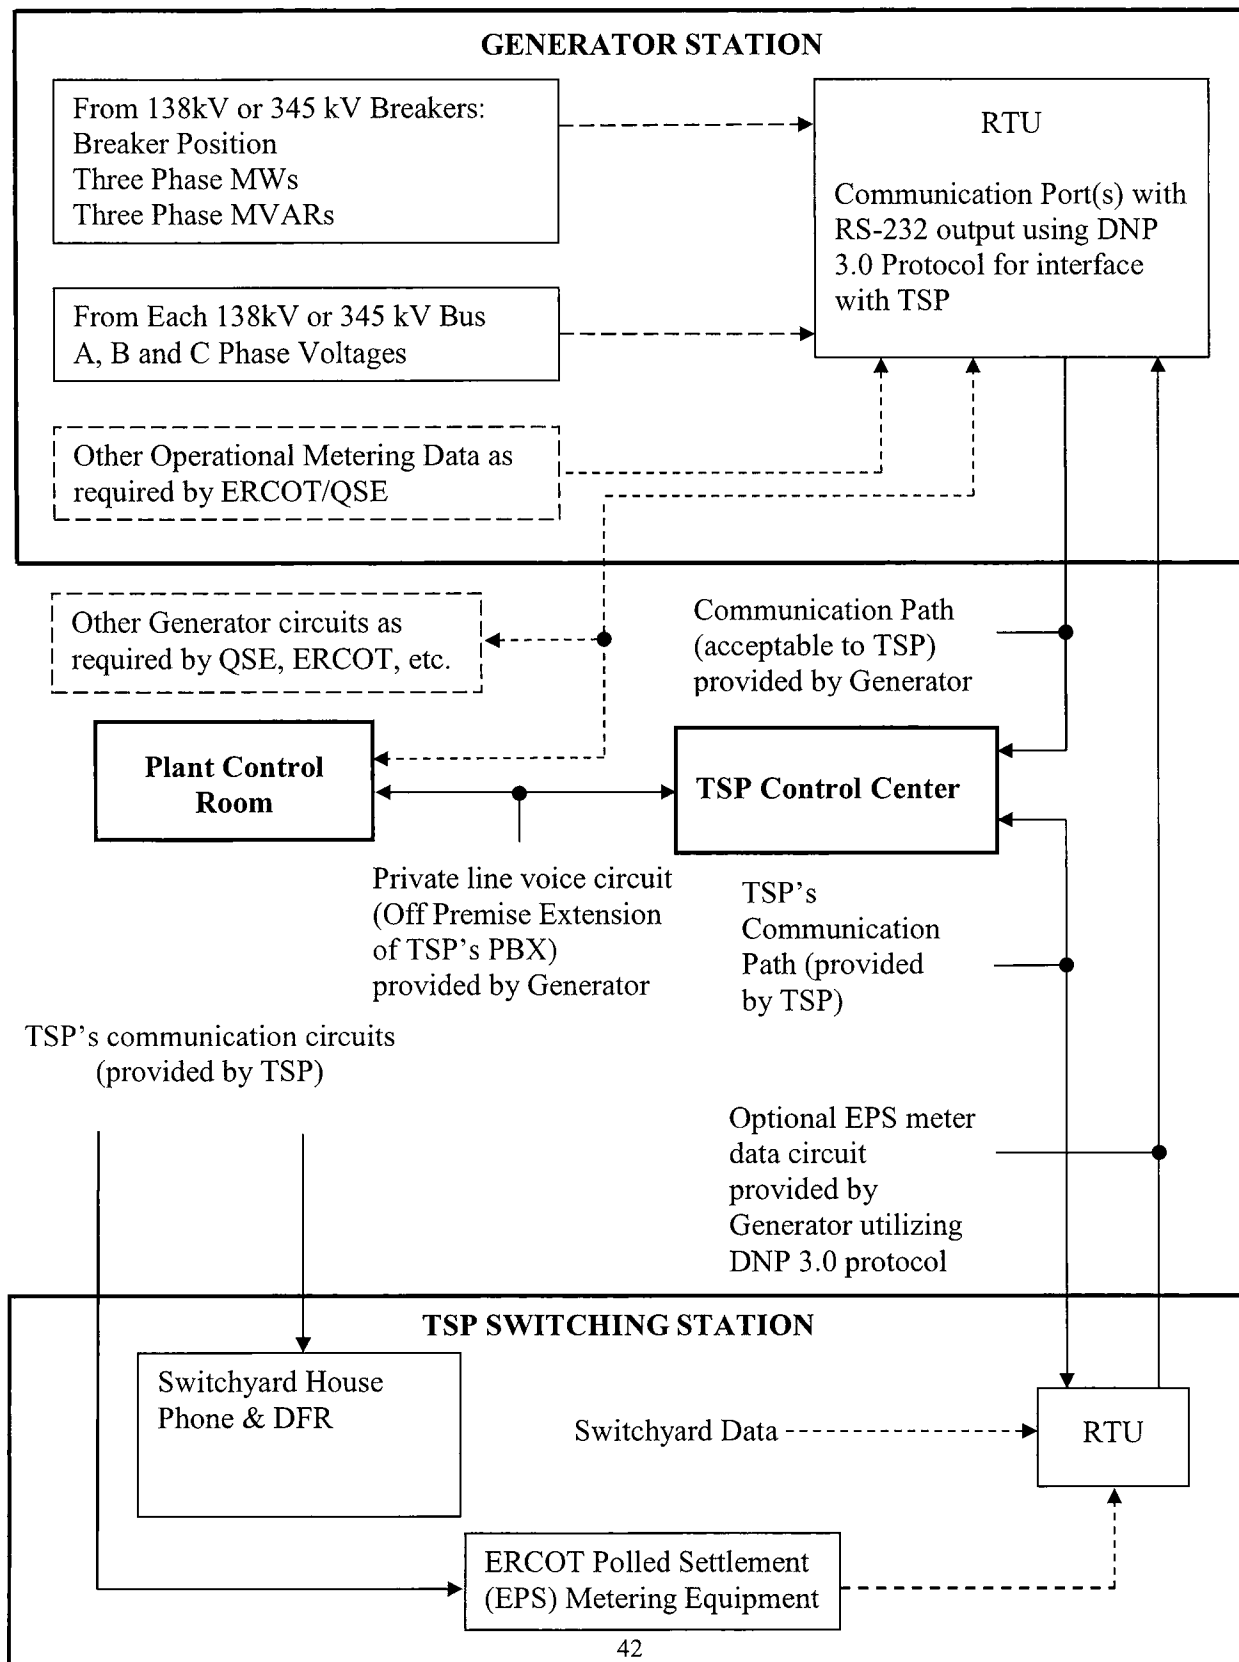 GENERATOR STATION
From 138kV or 345 kV Breakers:
Breaker Position
Three Phase MWs
Three Phase MVARs
RTU
Communication Port(s) with
RS-232 output using DNP
3.0 Protocol for interface
with TSP
From Each 138kV or 345 kV Bus
A, B and C Phase Voltages
Other Operational Metering Data as
required by ERCOT/QSE
Other Generator circuits as
required by QSE, ERCOT, etc.
Communication Path
(acceptable to TSP)
provided by Generator
Plant Control
Room
TSP Control Center
Private line voice circuit
(Off Premise Extension
of TSP's PBX)
provided by Generator
TSP's
Communication
Path (provided
by TSP)
TSP's communication circuits
(provided by TSP)
Optional EPS meter
data circuit
provided by
Generator utilizing
DNP 3.0 protocol
TSP SWITCHING STATION
Switchyard House
Phone & DFR
Switchyard Data
RTU
ERCOT Polled Settlement
(EPS) Metering Equipment
42